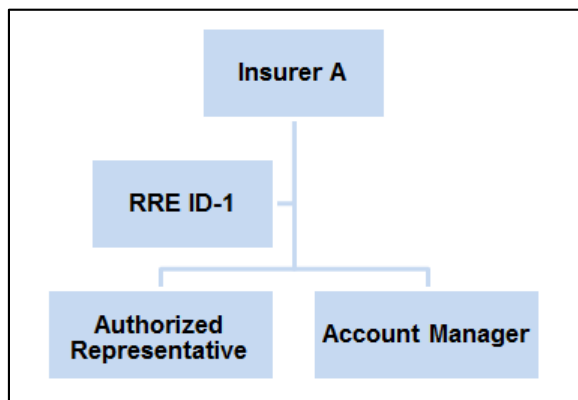 Insurer A
RRE ID-1
Authorized
Representative
Account Manager